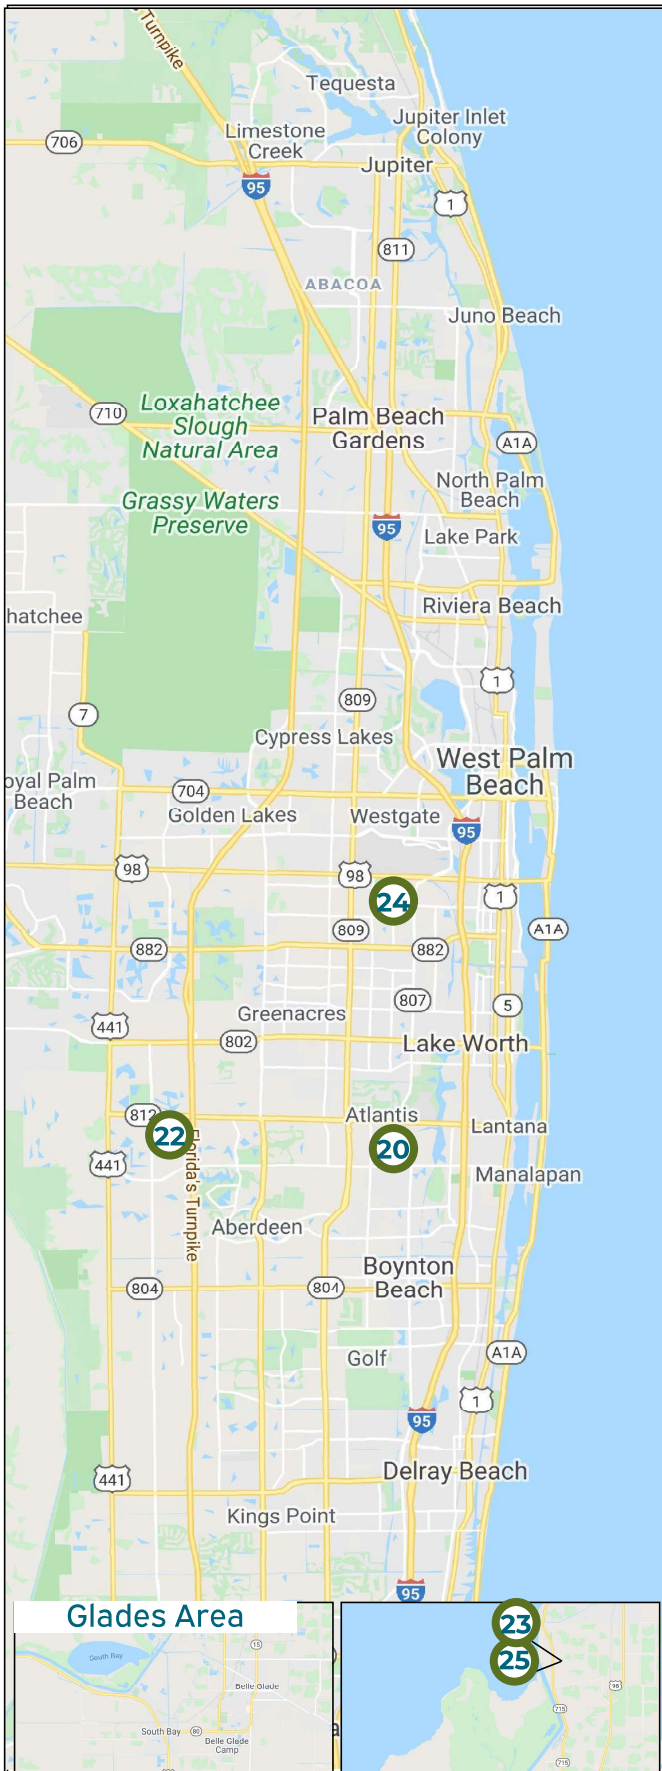 Turnpike
Tequesta
Jupiter Inlet
Colony
Limestone
Creek
706
Jupiter
95
1
811
ABACOA
Juno Beach
Loxahatchee
Slough
Natural Area
710
Palm Beach
Gardens
A1A
Grassy Waters
Preserve
North Palm
Beach
95
Lake Park
hatchee
Riviera Beach
1
809
7
Cypress Lakes
West Palm
Beach
oyal Palm
Beach
704
Golden Lakes
Westgate
95
98
98
24
1
809
A1A
882
882
807
5
Greenacres
441
802
Lake Worth
812
Atlantis
Lantana
22
20
441
Florida's Turnpike
Manalapan
Aberdeen
Boynton
Beach
804
804
A1A
Golf
1
95
441
Delray Beach
Kings Point
95
Glades Area
23
25
15
South Bay
Belle Glade
98
715
South Bay
80
Belle Glade
Camp
715